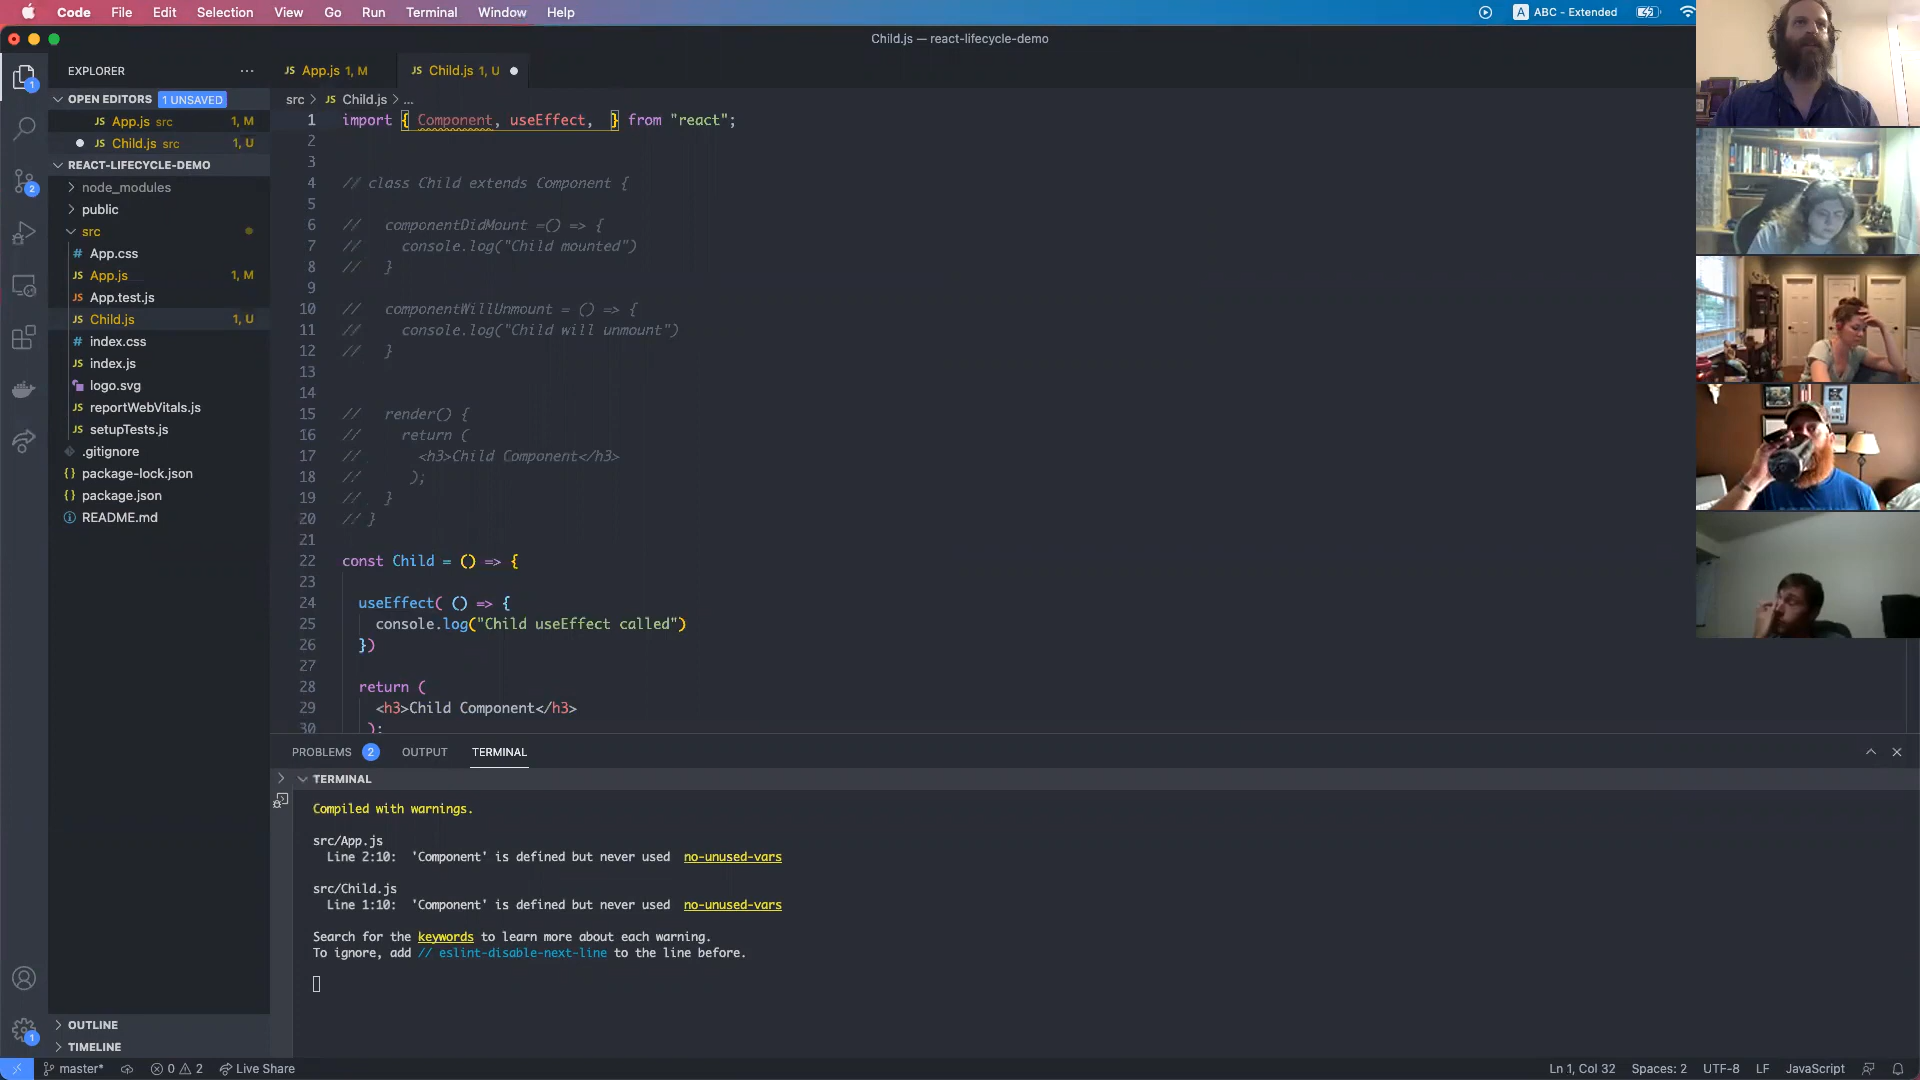 Code File Edit Selection View Go Run Terminal Window Help
A ABC - Extended
Child.js — react-lifecycle-demo
EXPLORER ···
JS App.js 1, M
JS Child.js 1, U
OPEN EDITORS 1 UNSAVED
JS App.js src 1, M
JS Child.js src 1, U
REACT-LIFECYCLE-DEMO
node_modules
public
src
# App.css
JS App.js 1, M
JS App.test.js
JS Child.js 1, U
# index.css
JS index.js
logo.svg
JS reportWebVitals.js
JS setupTests.js
.gitignore
{} package-lock.json
{} package.json
README.md
OUTLINE
TIMELINE
1
2
1
src > JS Child.js > ...
1 import { Component, useEffect,  } from "react";
2
3
4 // class Child extends Component {
5
6 //   componentDidMount =() => {
7 //     console.log("Child mounted")
8 //   }
9
10 //   componentWillUnmount = () => {
11 //     console.log("Child will unmount")
12 //   }
13
14
15 //   render() {
16 //     return (
17 //       <h3>Child Component</h3>
18 //      );
19 //   }
20 // }
21
22 const Child = () => {
23
24   useEffect( () => {
25     console.log("Child useEffect called")
26   })
27
28   return (
29     <h3>Child Component</h3>
30    );
PROBLEMS 2 OUTPUT TERMINAL
TERMINAL
Compiled with warnings.
src/App.js
Line 2:10:  'Component' is defined but never used  no-unused-vars
src/Child.js
Line 1:10:  'Component' is defined but never used  no-unused-vars
Search for the keywords to learn more about each warning.
To ignore, add // eslint-disable-next-line to the line before.
master* 0 2 Live Share
Ln 1, Col 32 Spaces: 2 UTF-8 LF JavaScript